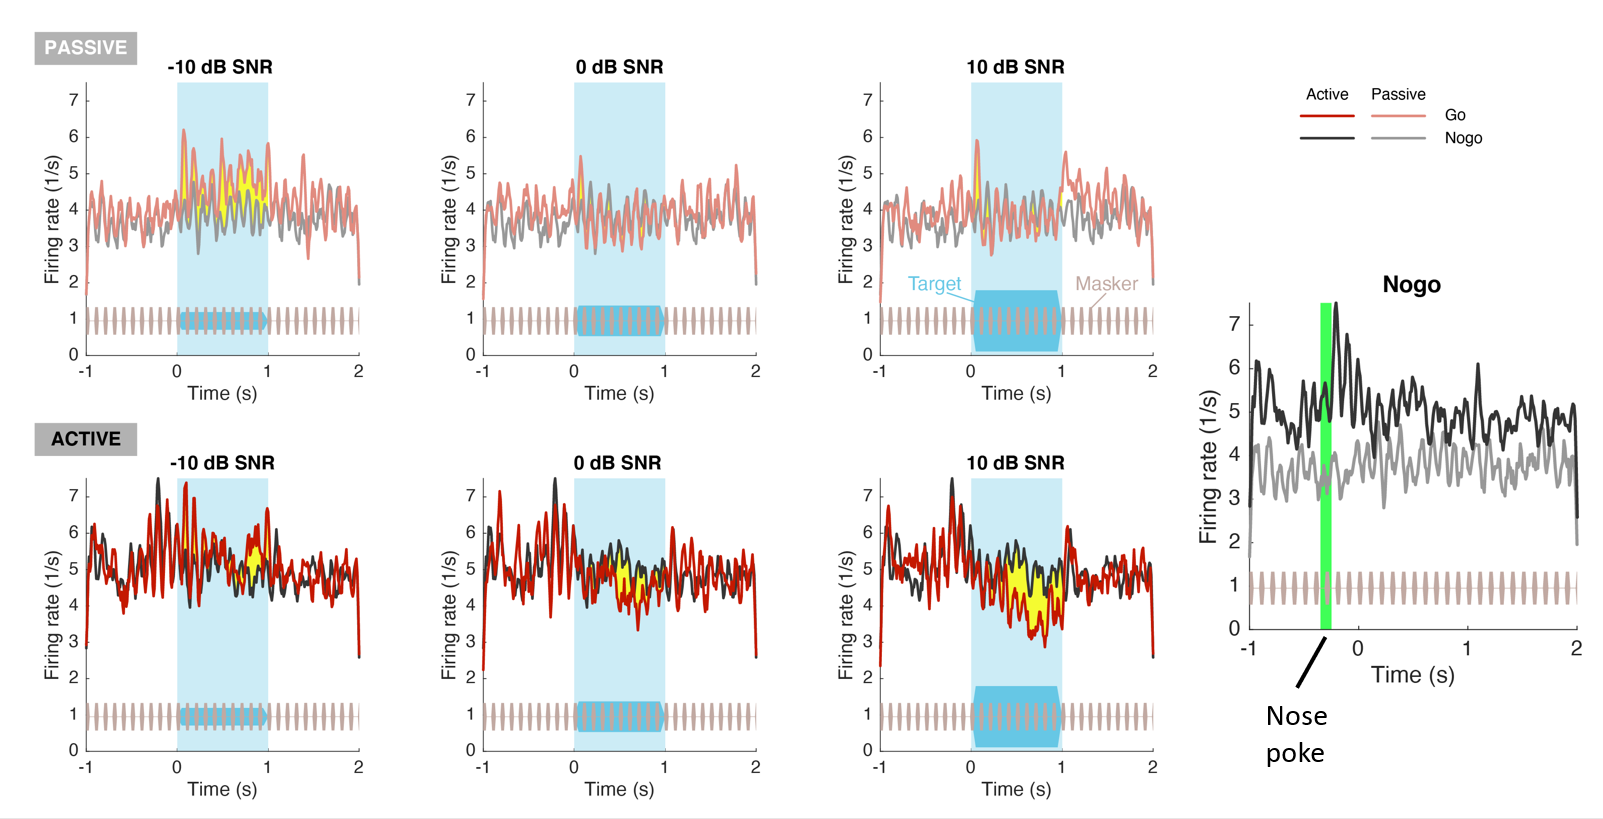 PASSIVE
-10 dB SNR
0 dB SNR
10 dB SNR
Firing rate (1/s)
7
6
5
4
3
2
1
0
-1 0 1 2
Time (s)
Firing rate (1/s)
7
6
5
4
3
2
1
0
-1 0 1 2
Time (s)
Firing rate (1/s)
7
6
5
4
3
2
1
0
Target
Masker
-1 0 1 2
Time (s)
Active Passive
Go
Nogo
ACTIVE
-10 dB SNR
0 dB SNR
10 dB SNR
Firing rate (1/s)
7
6
5
4
3
2
1
0
-1 0 1 2
Time (s)
Firing rate (1/s)
7
6
5
4
3
2
1
0
-1 0 1 2
Time (s)
Firing rate (1/s)
7
6
5
4
3
2
1
0
-1 0 1 2
Time (s)
Nogo
Firing rate (1/s)
7
6
5
4
3
2
1
0
-1 0 1 2
Time (s)
Nose
poke